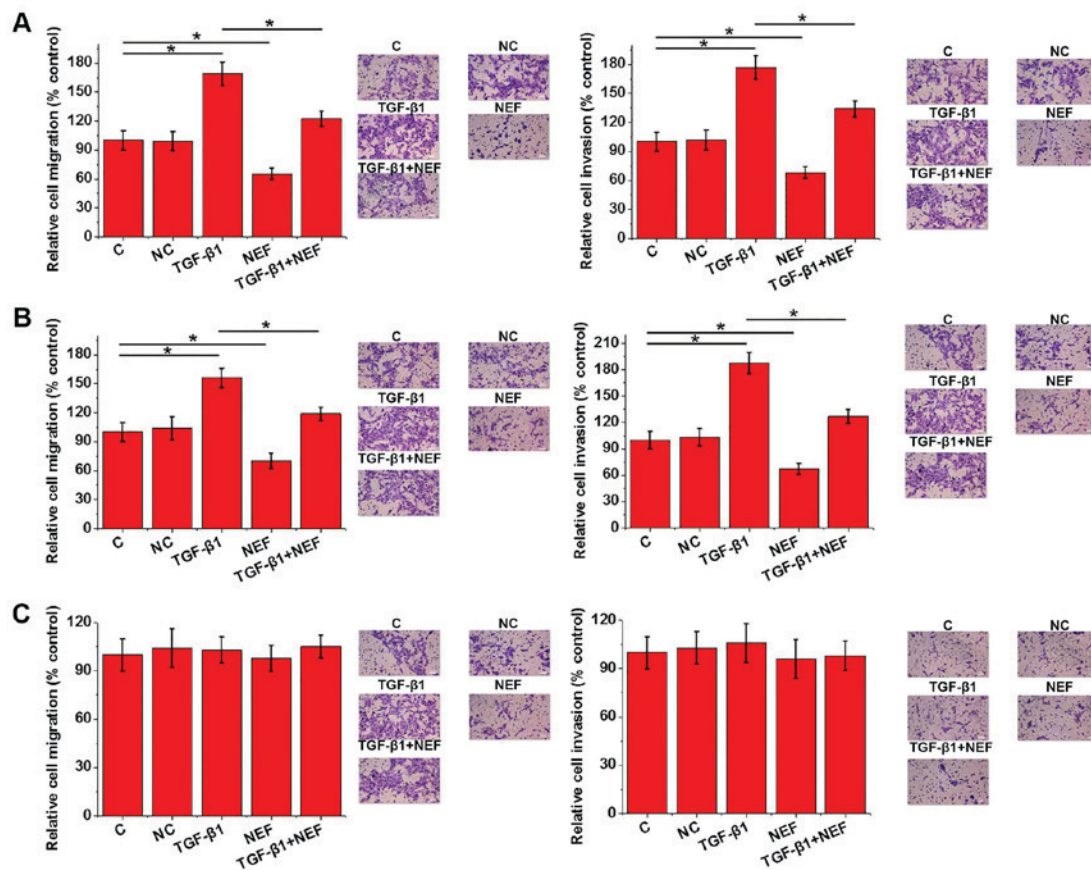 A
Relative cell migration (% control)
180
150
120
90
60
30
0
*
*
*
C
NC
TGF-β1
NEF
TGF-β1+NEF
C
NC
TGF-β1
NEF
TGF-β1+NEF
Relative cell invasion (% control)
180
150
120
90
60
30
0
*
*
*
C
NC
TGF-β1
NEF
TGF-β1+NEF
C
NC
TGF-β1
NEF
TGF-β1+NEF
B
Relative cell migration (% control)
180
150
120
90
60
30
0
*
*
*
C
NC
TGF-β1
NEF
TGF-β1+NEF
C
NC
TGF-β1
NEF
TGF-β1+NEF
Relative cell invasion (% control)
210
180
150
120
90
60
30
0
*
*
*
C
NC
TGF-β1
NEF
TGF-β1+NEF
C
NC
TGF-β1
NEF
TGF-β1+NEF
C
Relative cell migration (% control)
120
90
60
30
0
C
NC
TGF-β1
NEF
TGF-β1+NEF
C
NC
TGF-β1
NEF
TGF-β1+NEF
Relative cell invasion (% control)
120
90
60
30
0
C
NC
TGF-β1
NEF
TGF-β1+NEF
C
NC
TGF-β1
NEF
TGF-β1+NEF